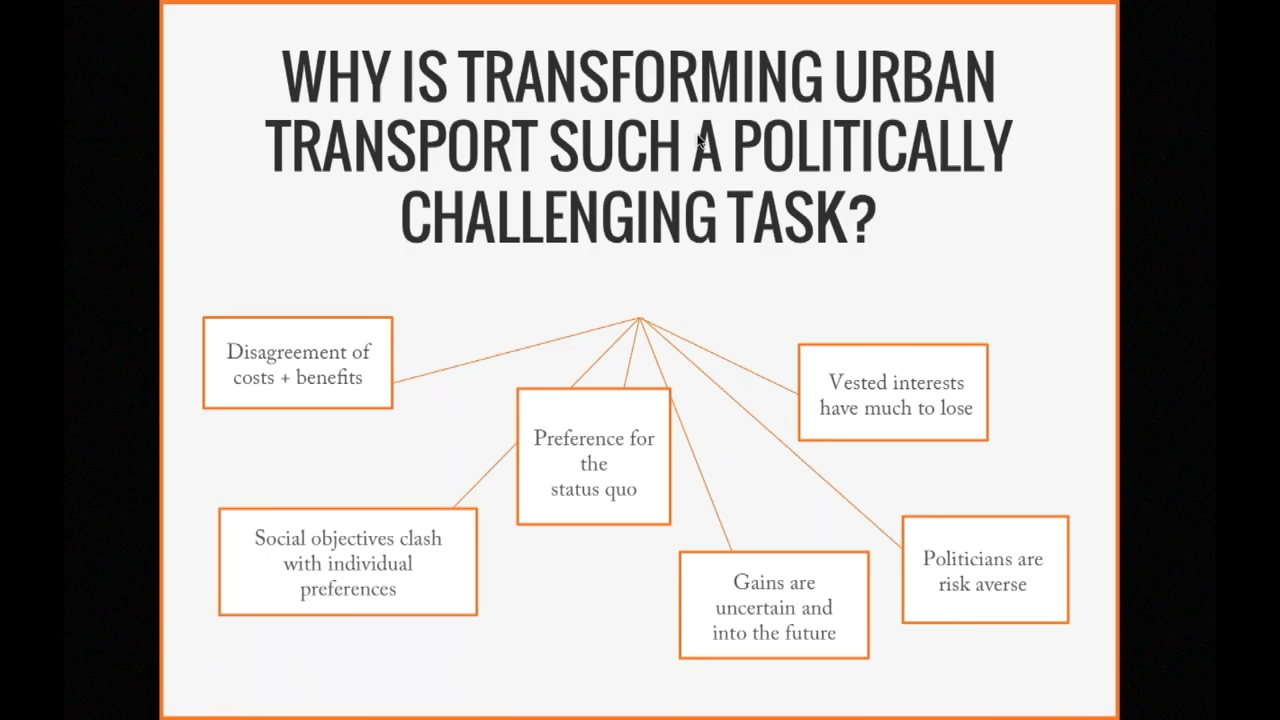 WHY IS TRANSFORMING URBAN
TRANSPORT SUCH A POLITICALLY
CHALLENGING TASK?
Disagreement of
costs + benefits
Social objectives clash
with individual
preferences
Preference for
the
status quo
Gains are
uncertain and
into the future
Vested interests
have much to lose
Politicians are
risk averse